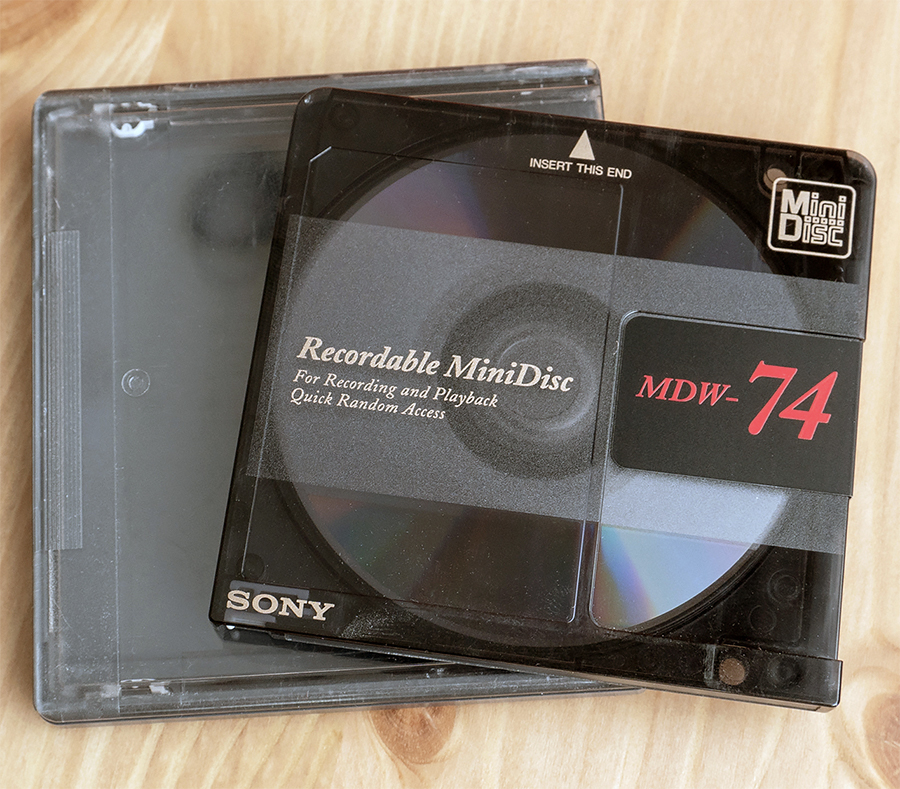 INSERT THIS END
Mini
Disc
Recordable MiniDisc
For Recording and Playback
Quick Random Access
MDW-74
SONY